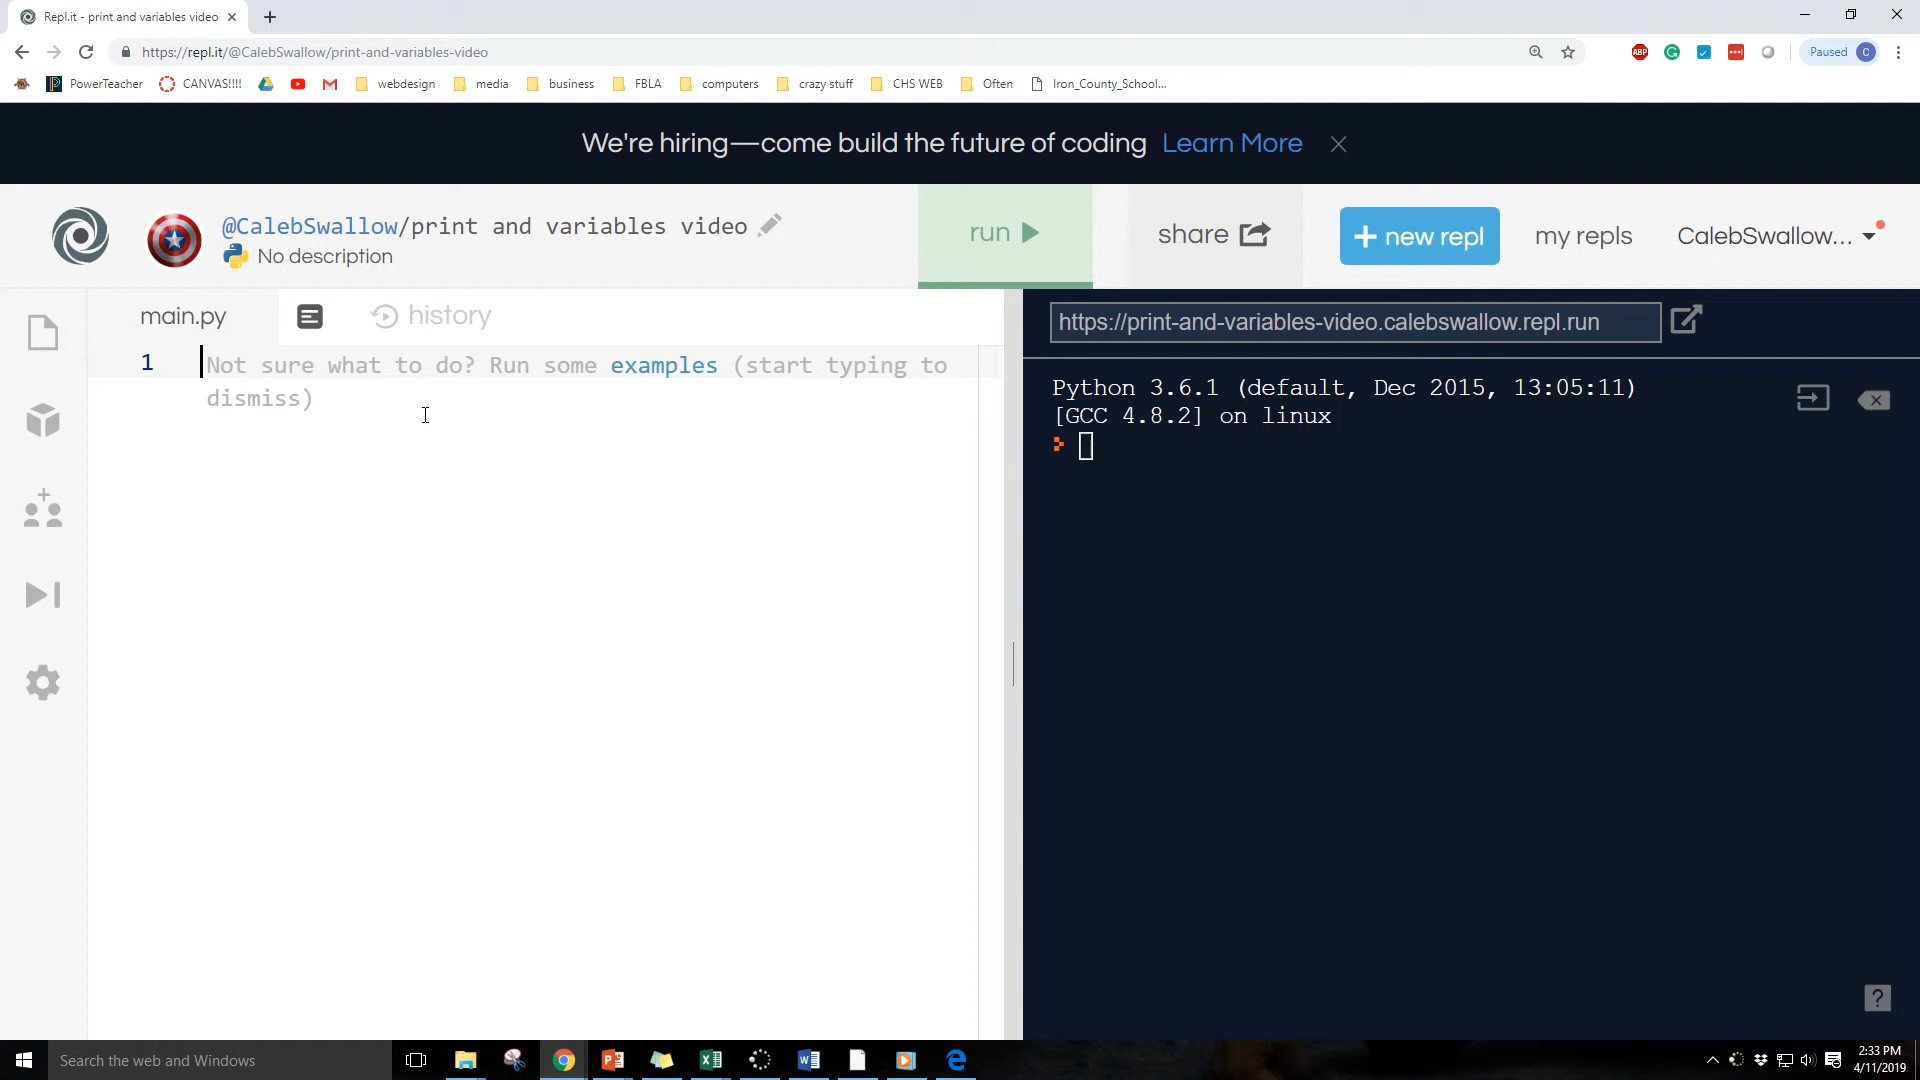 Repl.it - print and variables video
https://repl.it/@CalebSwallow/print-and-variables-video
ABP
Paused C
PowerTeacher
CANVAS!!!!
webdesign
media
business
FBLA
computers
crazy stuff
CHS WEB
Often
Iron_County_School...
We're hiring—come build the future of coding Learn More
@CalebSwallow/print and variables video
No description
run
share
+ new repl
my repls
CalebSwallow...
main.py
history
https://print-and-variables-video.calebswallow.repl.run
1
Not sure what to do? Run some examples (start typing to
dismiss)
Python 3.6.1 (default, Dec 2015, 13:05:11)
[GCC 4.8.2] on linux
?
Search the web and Windows
2:33 PM
4/11/2019